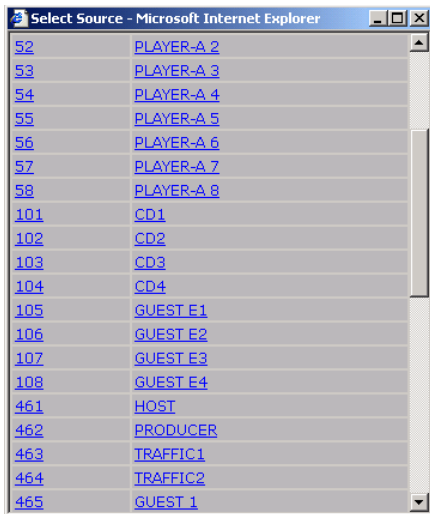 Select Source - Microsoft Internet Explorer
52 PLAYER-A 2
53 PLAYER-A 3
54 PLAYER-A 4
55 PLAYER-A 5
56 PLAYER-A 6
57 PLAYER-A 7
58 PLAYER-A 8
101 CD1
102 CD2
103 CD3
104 CD4
105 GUEST E1
106 GUEST E2
107 GUEST E3
108 GUEST E4
461 HOST
462 PRODUCER
463 TRAFFIC1
464 TRAFFIC2
465 GUEST 1